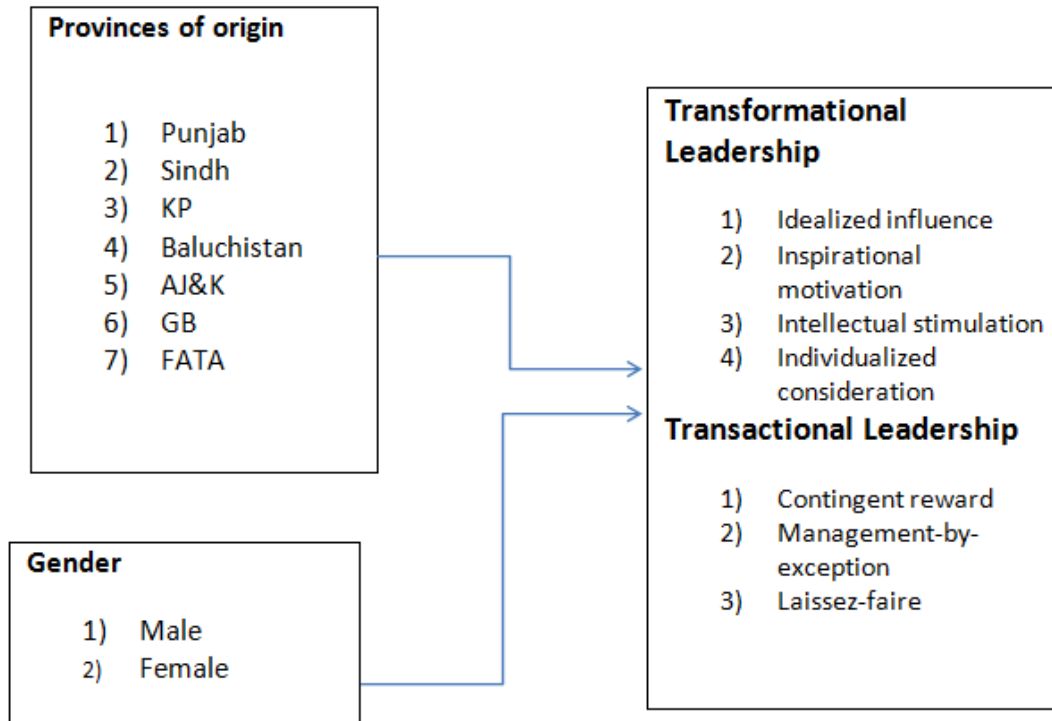 Provinces of origin
1) Punjab
2) Sindh
3) KP
4) Baluchistan
5) AJ&K
6) GB
7) FATA
Gender
1) Male
2) Female
Transformational
Leadership
1) Idealized influence
2) Inspirational
motivation
3) Intellectual stimulation
4) Individualized
consideration
Transactional Leadership
1) Contingent reward
2) Management-by-
exception
3) Laissez-faire